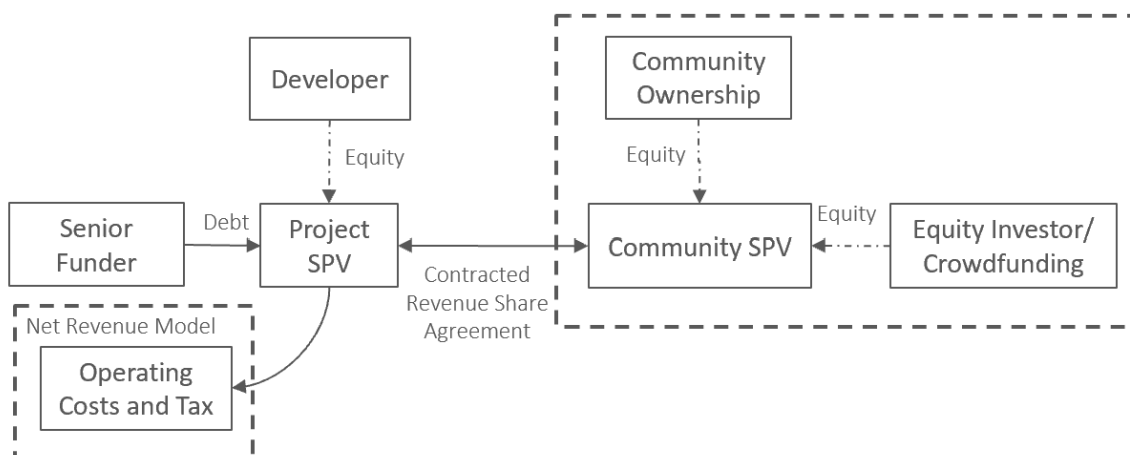 Developer
Community
Ownership
Equity
Equity
Senior
Funder
Debt
Project
SPV
Community SPV
Equity
Equity Investor/
Crowdfunding
Contracted
Revenue Share
Agreement
Net Revenue Model
Operating
Costs and Tax